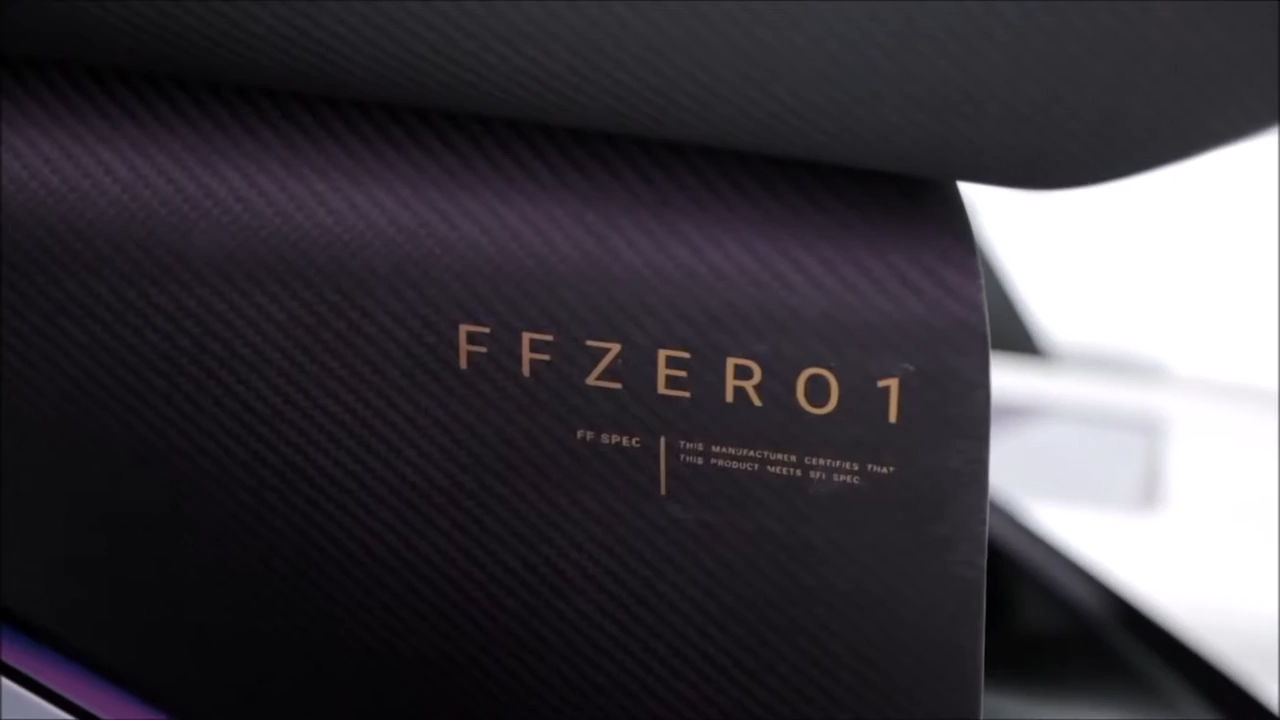 FFZERO1
FF SPEC
THIS MANUFACTURER CERTIFIES THAT
THIS PRODUCT MEETS SFI SPEC